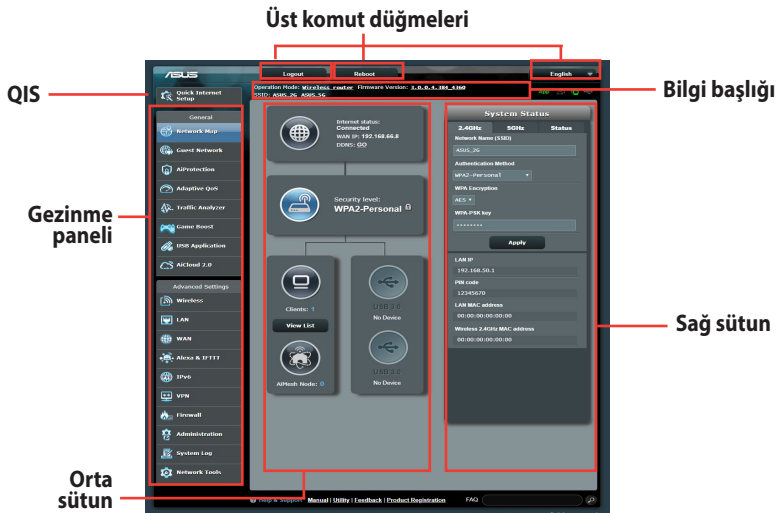 Üst komut düğmeleri
ASUS
Logout
Reboot
English
QIS
Quick Internet
Setup
Operation Mode: Wireless router Firmware Version: 3.0.0.4.384_4360
SSID: ASUS_2G ASUS_5G
Bilgi başlığı
General
Network Map
Guest Network
AiProtection
Adaptive QoS
Traffic Analyzer
Game Boost
USB Application
AiCloud 2.0
Gezinme
paneli
Advanced Settings
Wireless
LAN
WAN
Alexa & IFTTT
IPv6
VPN
Firewall
Administration
System Log
Network Tools
Internet status:
Connected
WAN IP: 192.168.66.8
DDNS: GO
Security level:
WPA2-Personal
Clients: 4
View List
AiMesh Node: 0
USB 3.0
No Device
USB 3.0
No Device
System Status
2.4GHz 5GHz Status
Network Name (SSID)
ASUS_2G
Authentication Method
WPA2-Personal
WPA Encryption
AES
WPA-PSK key
********
Apply
LAN IP
192.168.50.1
PIN code
12345670
LAN MAC address
00:00:00:00:00:00
Wireless 2.4GHz MAC address
00:00:00:00:00:00
Sağ sütun
Orta
sütun
Help & Support Manual | Utility | Feedback | Product Registration FAQ